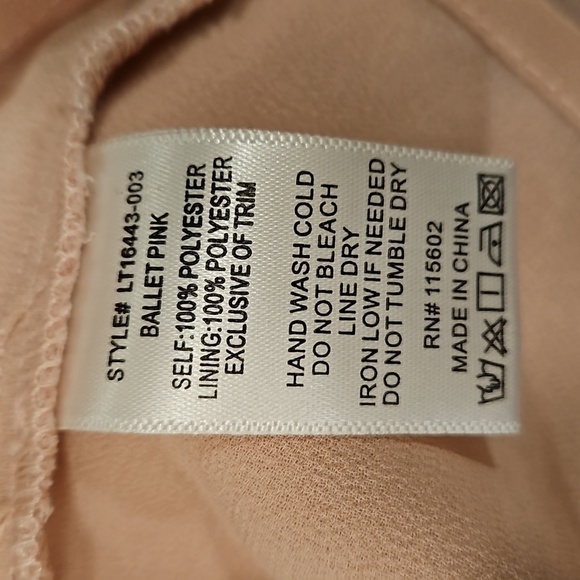 STYLE# LT16443-003
BALLET PINK
SELF:100% POLYESTER
LINING:100% POLYESTER
EXCLUSIVE OF TRIM
HAND WASH COLD
DO NOT BLEACH
LINE DRY
IRON LOW IF NEEDED
DO NOT TUMBLE DRY
RN# 115602
MADE IN CHINA